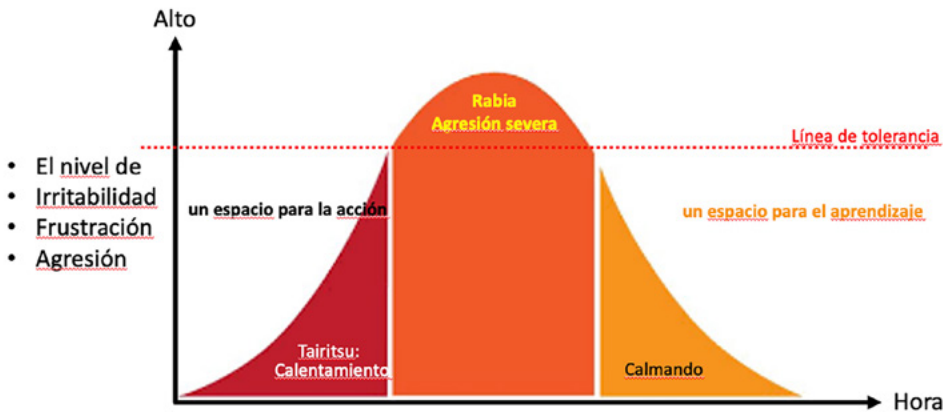 Alto
Rabia
Agresión severa
Línea de tolerancia
• El nivel de
• Irritabilidad
• Frustración
• Agresión
un espacio para la acción
un espacio para el aprendizaje
Tairitsu:
Calentamiento
Calmando
Hora